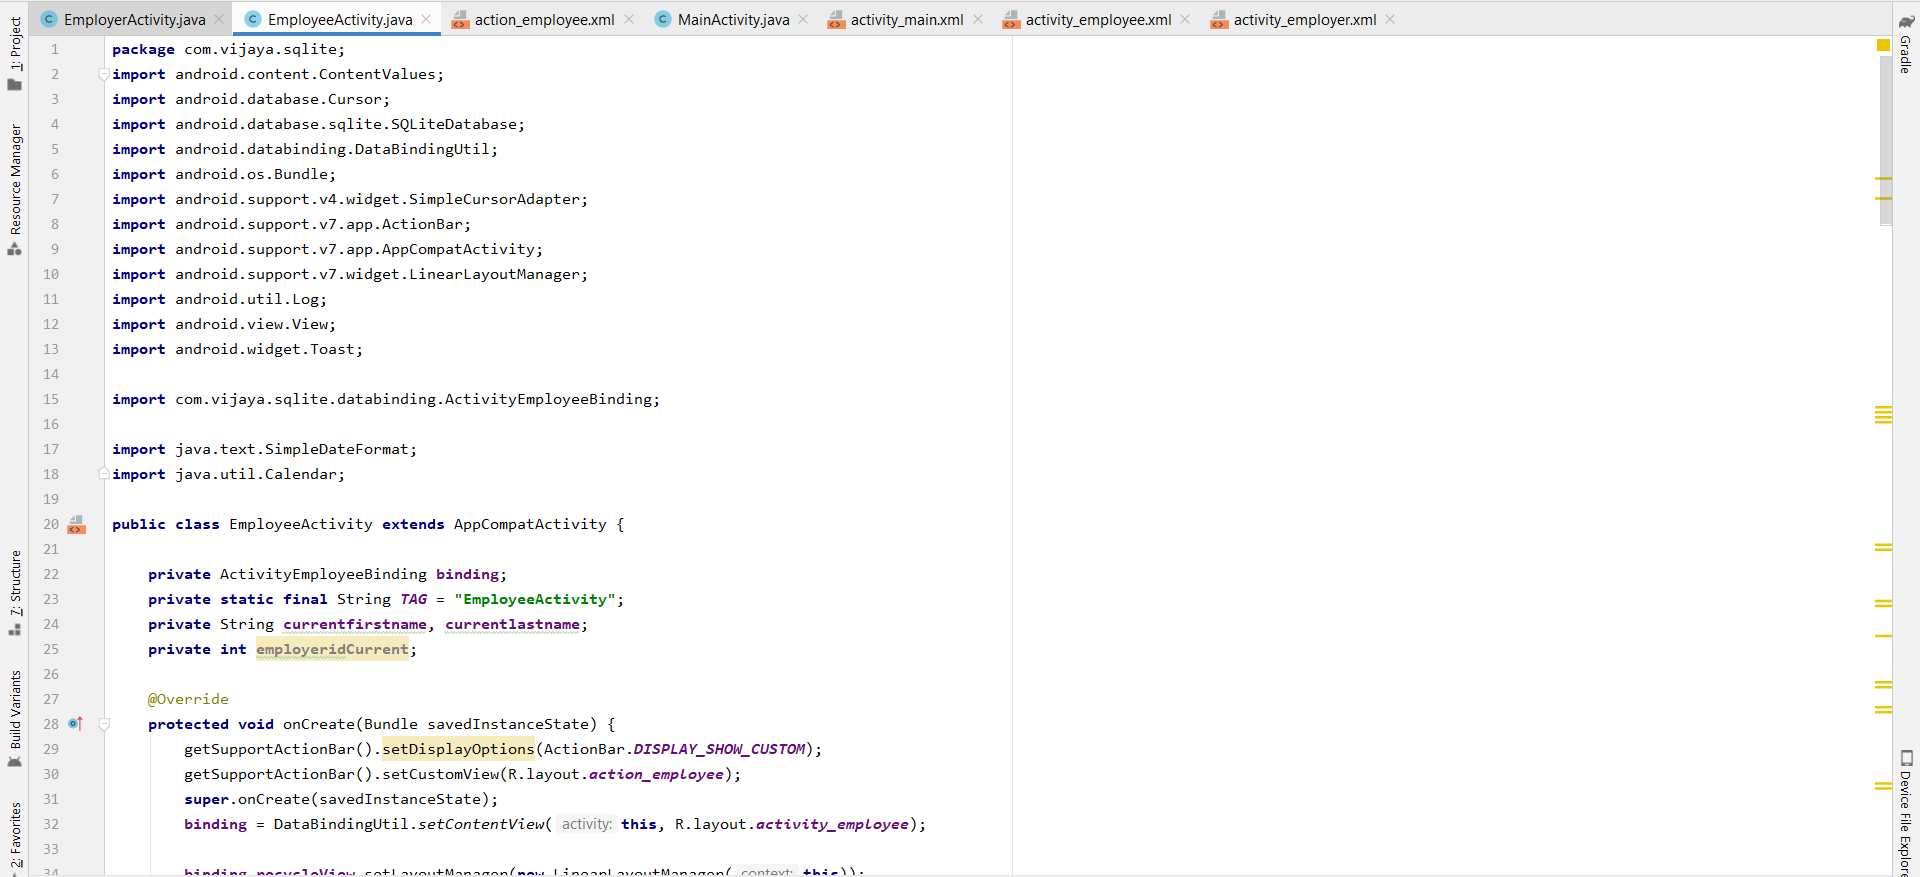 EmployerActivity.java EmployeeActivity.java action_employee.xml MainActivity.java activity_main.xml activity_employee.xml activity_employer.xml
1: Project
Resource Manager
7: Structure
Build Variants
2: Favorites
1 package com.vijaya.sqlite;
2 import android.content.ContentValues;
3 import android.database.Cursor;
4 import android.database.sqlite.SQLiteDatabase;
5 import android.databinding.DataBindingUtil;
6 import android.os.Bundle;
7 import android.support.v4.widget.SimpleCursorAdapter;
8 import android.support.v7.app.ActionBar;
9 import android.support.v7.app.AppCompatActivity;
10 import android.support.v7.widget.LinearLayoutManager;
11 import android.util.Log;
12 import android.view.View;
13 import android.widget.Toast;
14
15 import com.vijaya.sqlite.databinding.ActivityEmployeeBinding;
16
17 import java.text.SimpleDateFormat;
18 import java.util.Calendar;
19
20 public class EmployeeActivity extends AppCompatActivity {
21
22 private ActivityEmployeeBinding binding;
23 private static final String TAG = "EmployeeActivity";
24 private String currentfirstname, currentlastname;
25 private int employeridCurrent;
26
27 @Override
28 protected void onCreate(Bundle savedInstanceState) {
29 getSupportActionBar().setDisplayOptions(ActionBar.DISPLAY_SHOW_CUSTOM);
30 getSupportActionBar().setCustomView(R.layout.action_employee);
31 super.onCreate(savedInstanceState);
32 binding = DataBindingUtil.setContentView( activity: this, R.layout.activity_employee);
33
34 binding.recycleView.setLayoutManager(new LinearLayoutManager( context: this));
Gradle
Device File Explore